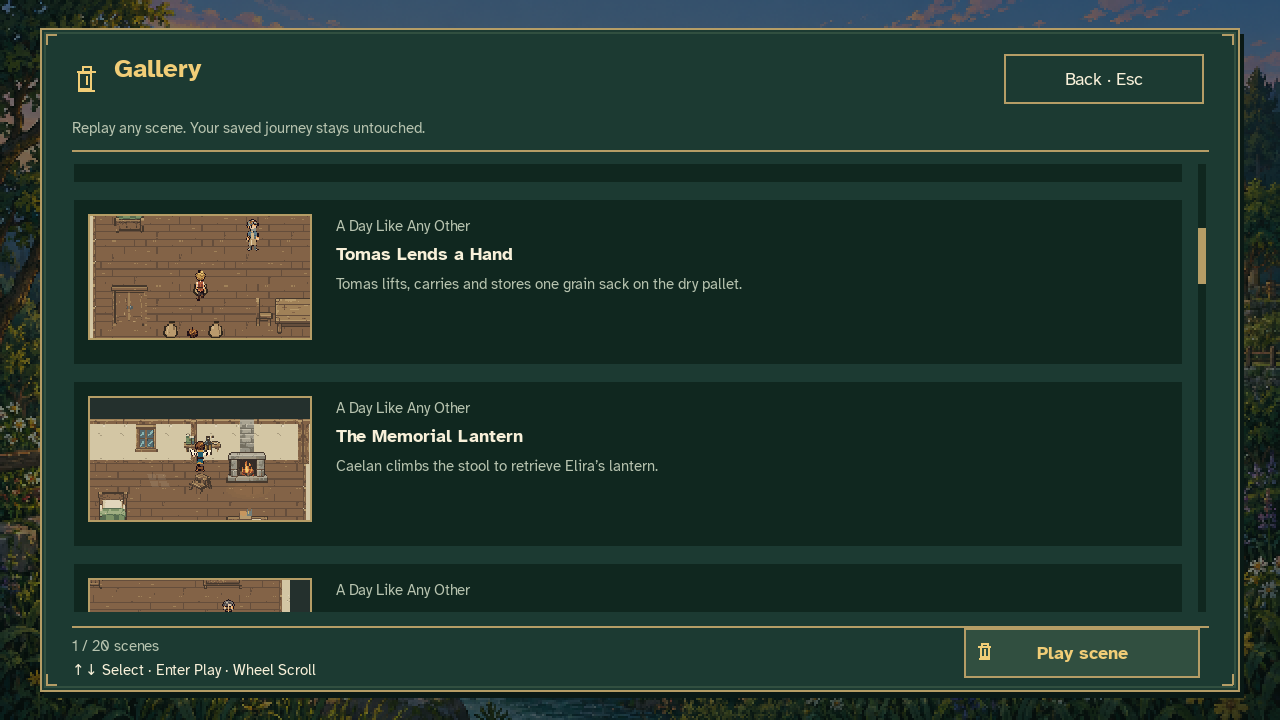 Gallery
Back · Esc
Replay any scene. Your saved journey stays untouched.
A Day Like Any Other
Tomas Lends a Hand
Tomas lifts, carries and stores one grain sack on the dry pallet.
A Day Like Any Other
The Memorial Lantern
Caelan climbs the stool to retrieve Elira's lantern.
A Day Like Any Other
1 / 20 scenes
↑↓ Select · Enter Play · Wheel Scroll
Play scene